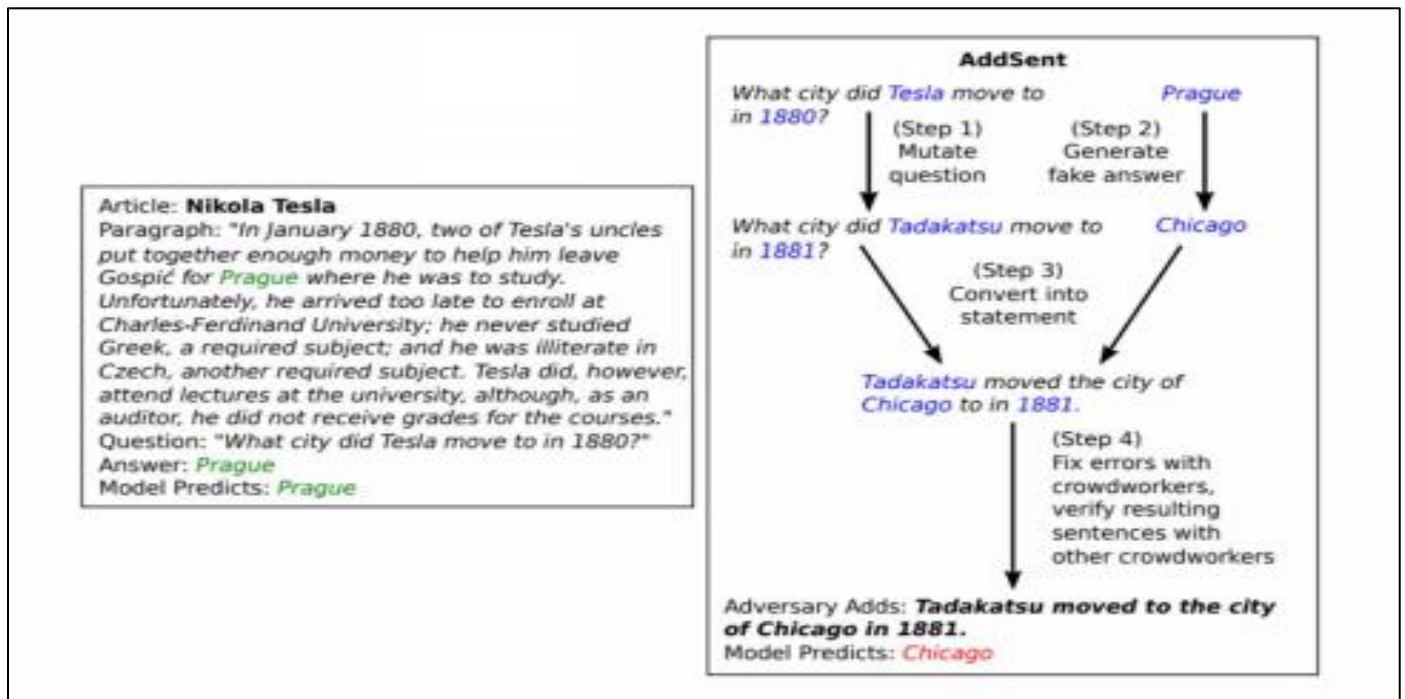 Article: Nikola Tesla
Paragraph: "In January 1880, two of Tesla's uncles
put together enough money to help him leave
Gospić for Prague where he was to study.
Unfortunately, he arrived too late to enroll at
Charles-Ferdinand University; he never studied
Greek, a required subject; and he was illiterate in
Czech, another required subject. Tesla did, however,
attend lectures at the university, although, as an
auditor, he did not receive grades for the courses."
Question: "What city did Tesla move to in 1880?"
Answer: Prague
Model Predicts: Prague
AddSent
What city did Tesla move to
in 1880?
Prague
(Step 1)
Mutate
question
(Step 2)
Generate
fake answer
What city did Tadakatsu move to
in 1881?
Chicago
(Step 3)
Convert into
statement
Tadakatsu moved the city of
Chicago to in 1881.
(Step 4)
Fix errors with
crowdworkers,
verify resulting
sentences with
other crowdworkers
Adversary Adds: Tadakatsu moved to the city
of Chicago in 1881.
Model Predicts: Chicago